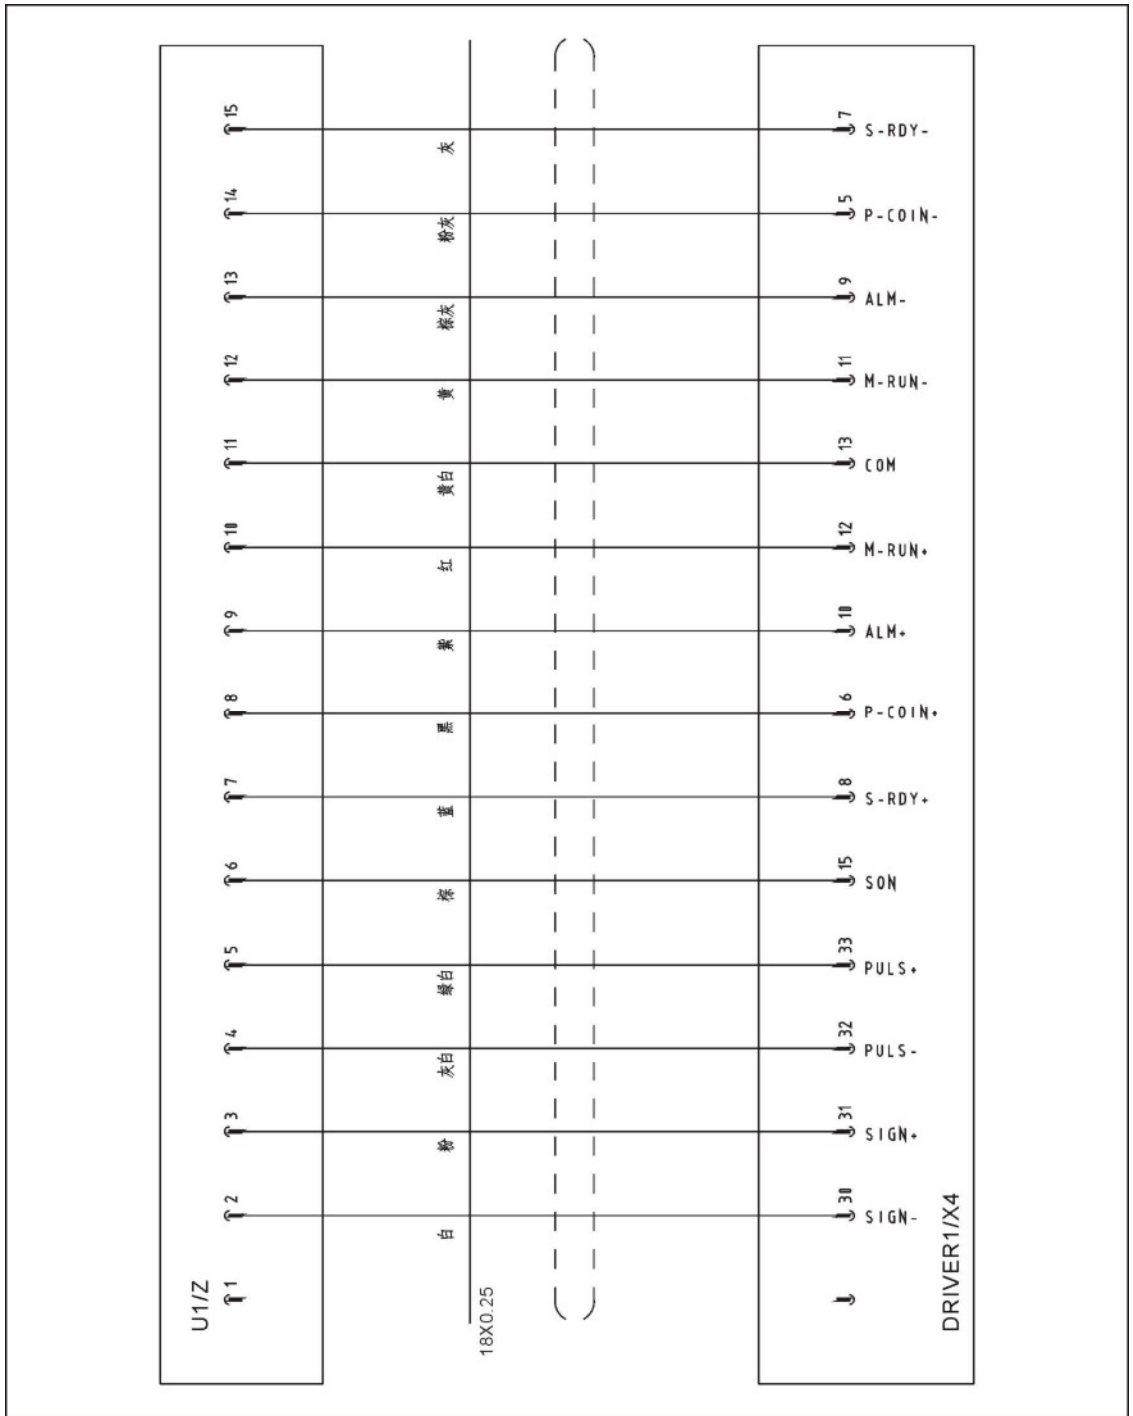 15
灰
7
S-RDY-
14
粉灰
5
P-COIN-
13
棕灰
9
ALM-
12
黄
11
M-RUN-
11
黄白
13
COM
10
红
12
M-RUN+
9
紫
10
ALM+
8
黑
6
P-COIN+
7
蓝
8
S-RDY+
6
棕
15
SON
5
绿白
33
PULS+
4
灰白
32
PULS-
3
粉
31
SIGN+
2
白
30
SIGN-
1
U1/Z
18X0.25
DRIVER1/X4